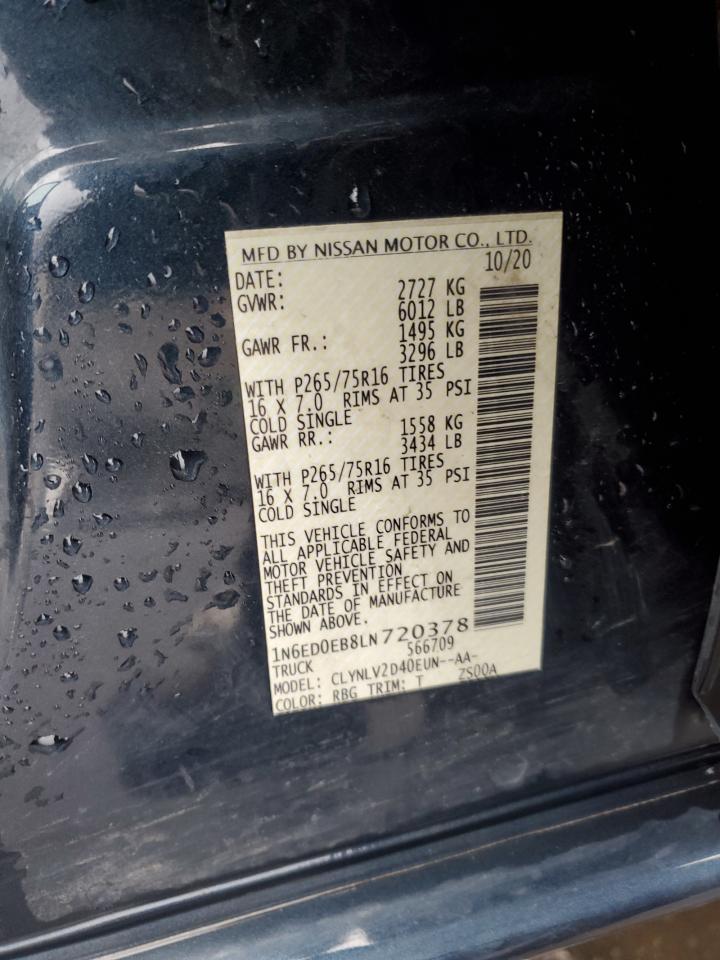 MFD BY NISSAN MOTOR CO., LTD.
DATE: 10/20
GVWR: 2727 KG
6012 LB
GAWR FR.: 1495 KG
3296 LB
WITH P265/75R16 TIRES
16 X 7.0 RIMS AT 35 PSI
COLD SINGLE
GAWR RR.: 1558 KG
3434 LB
WITH P265/75R16 TIRES
16 X 7.0 RIMS AT 35 PSI
COLD SINGLE
THIS VEHICLE CONFORMS TO
ALL APPLICABLE FEDERAL
MOTOR VEHICLE SAFETY AND
THEFT PREVENTION
STANDARDS IN EFFECT ON
THE DATE OF MANUFACTURE
SHOWN ABOVE.
1N6ED0EB8LN720378
TRUCK 566709
MODEL: CLYNLV2D40EUN--AA-
COLOR: RBG TRIM: T ZS00A